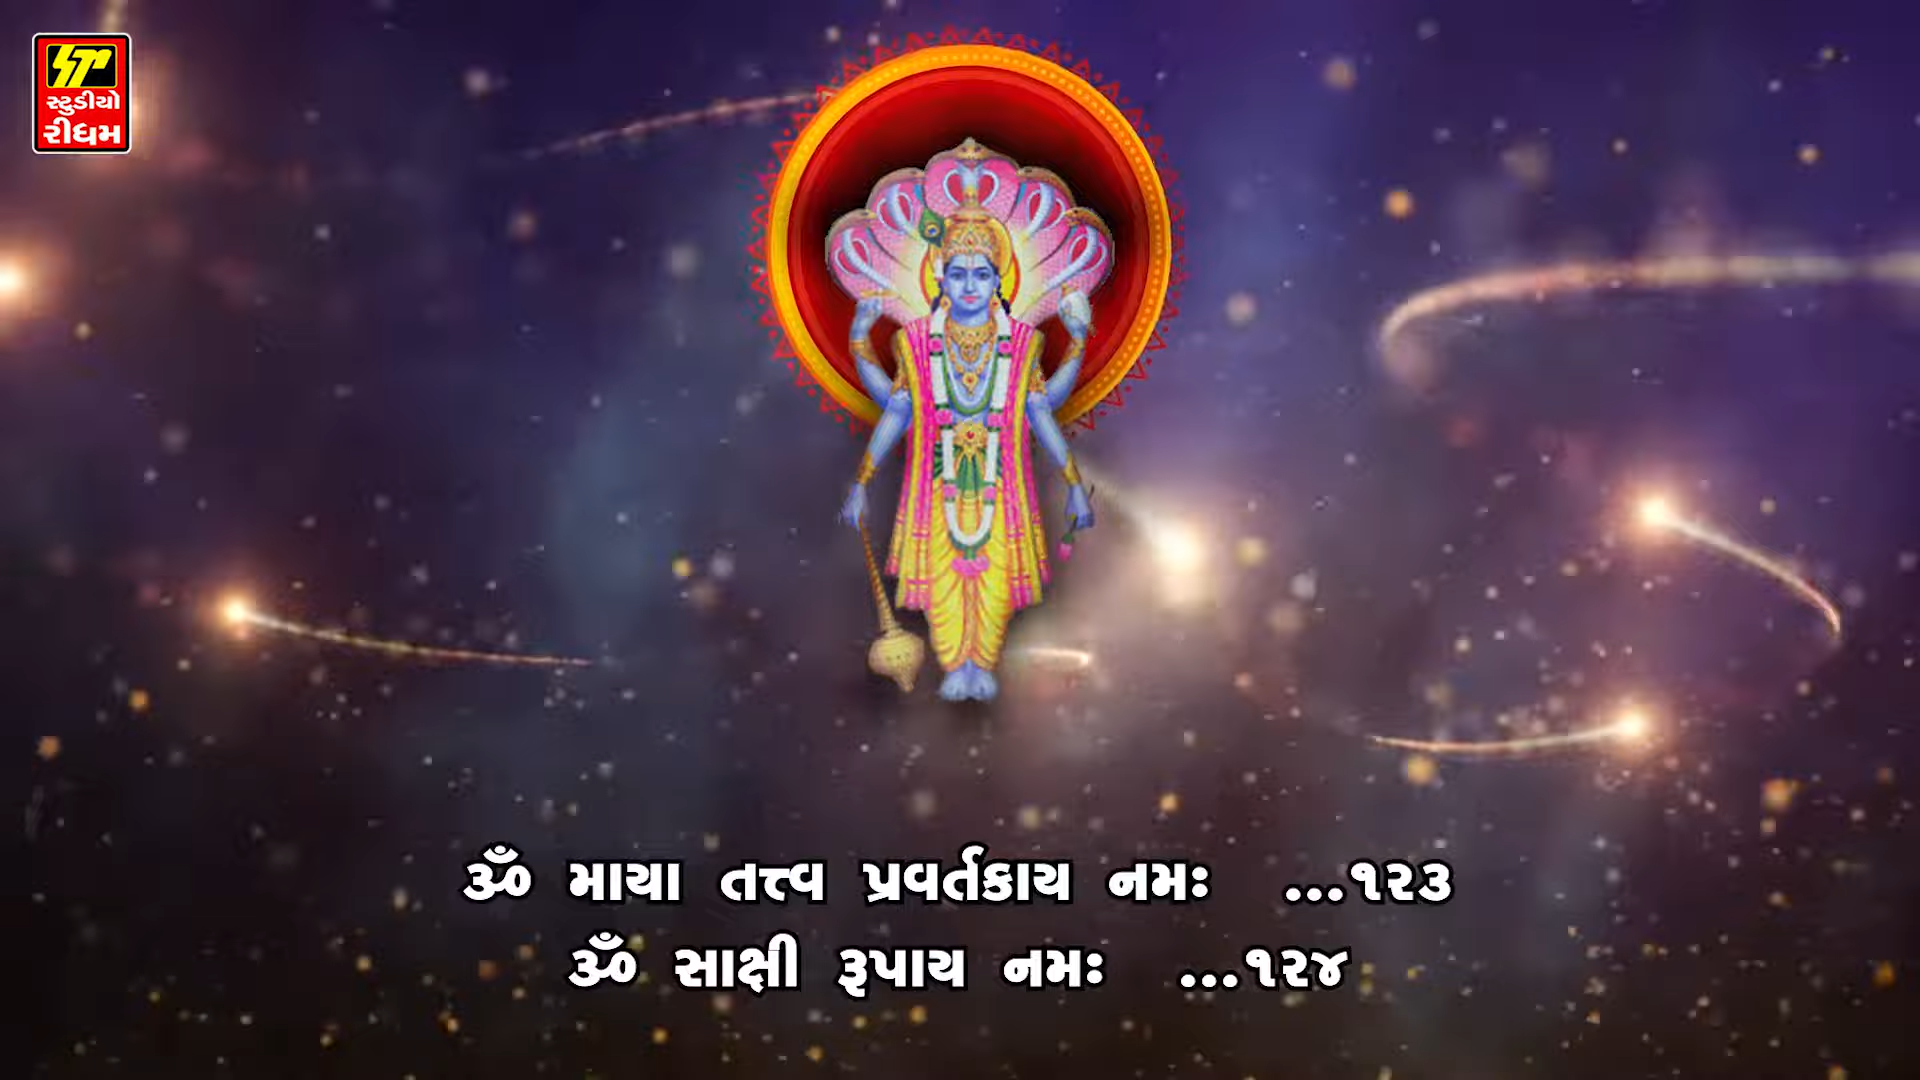 સ્ટુડીયો
રીધમ
ૐ માયા તત્ત્વ પ્રવર્તકાય નમઃ ...૧૨૩
ૐ સાક્ષી રૂપાય નમઃ ...૧૨૪